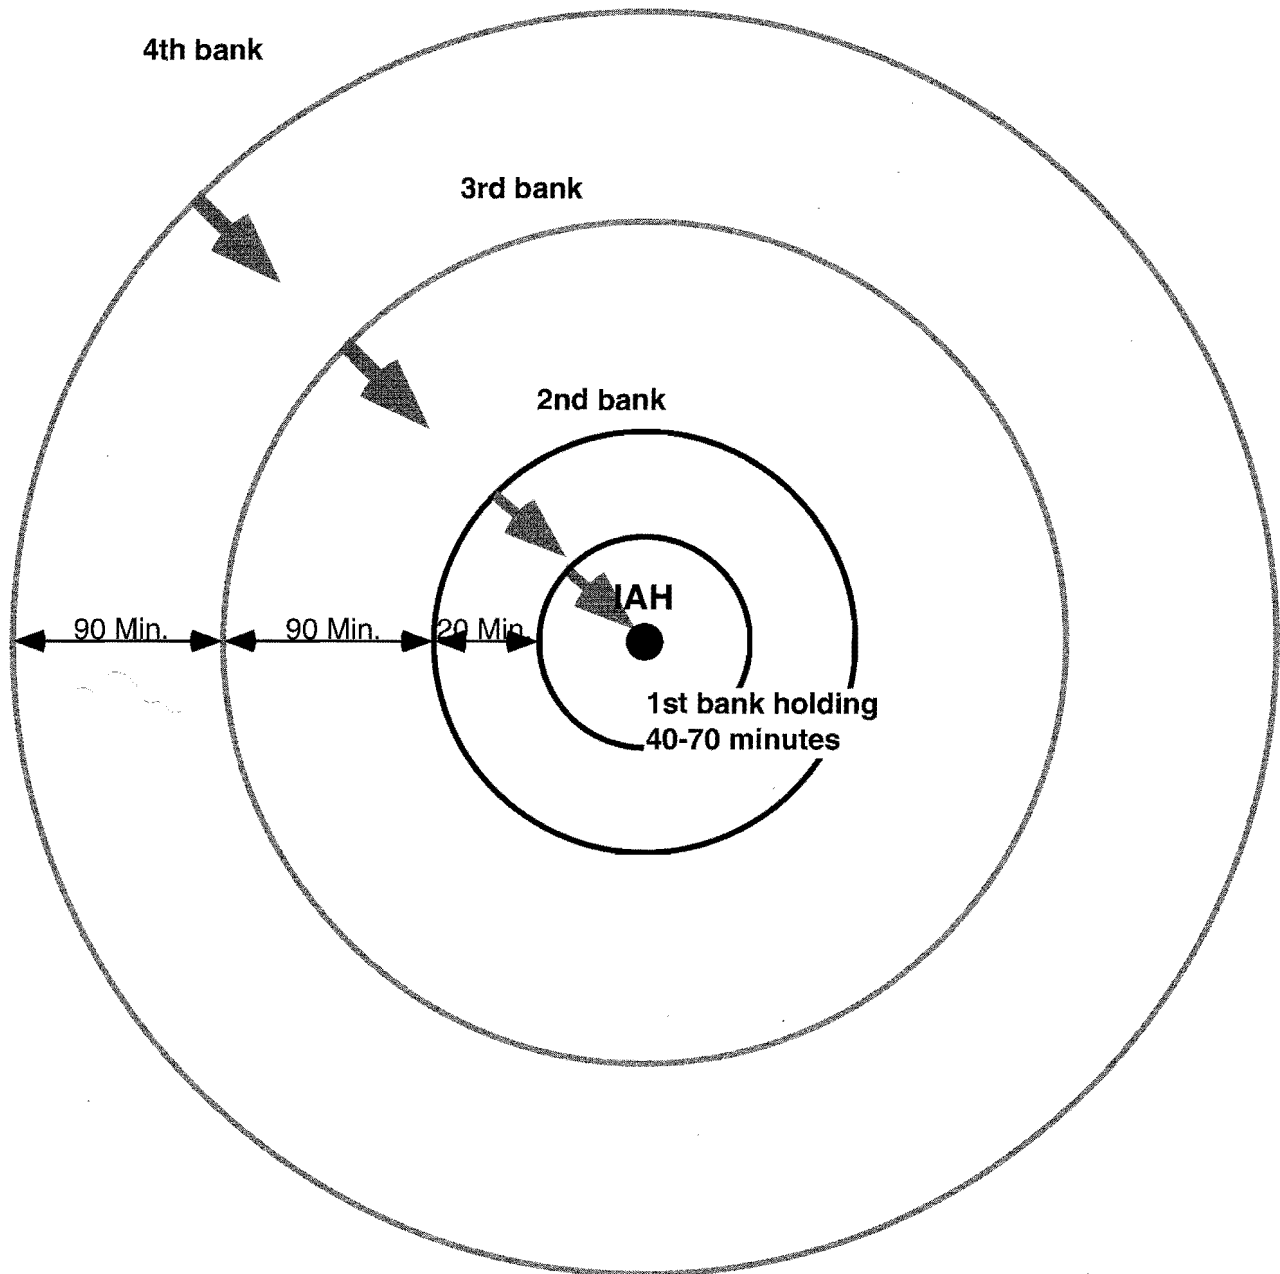 4th bank
3rd bank
2nd bank
IAH
90 Min.
90 Min.
20 Min.
1st bank holding
40-70 minutes